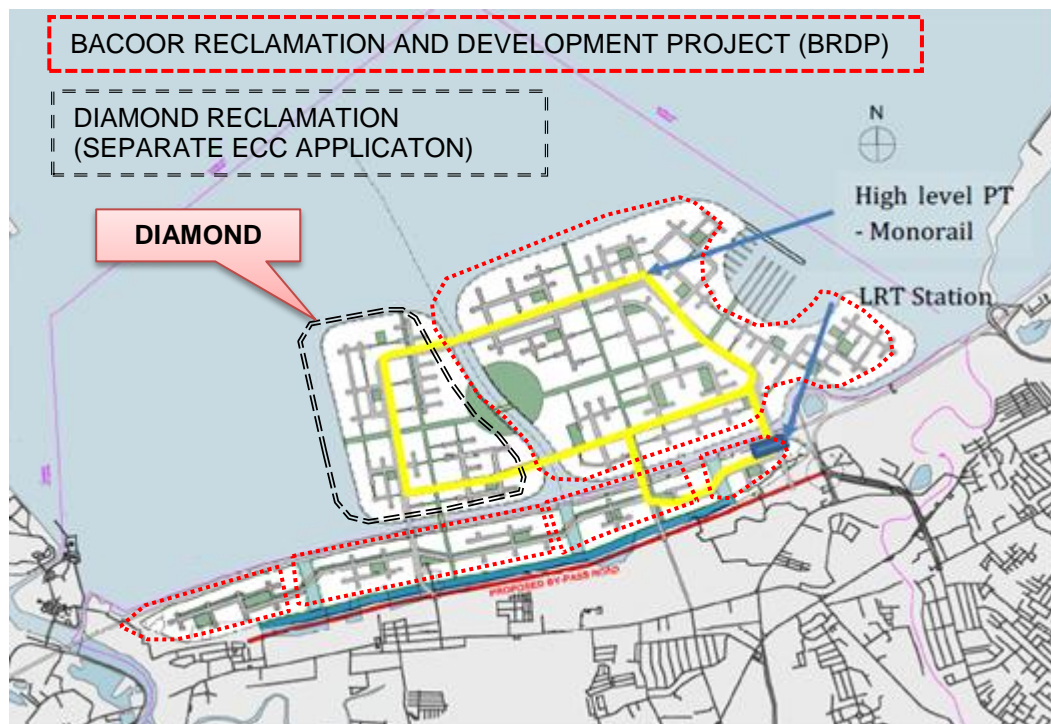 BACOOR RECLAMATION AND DEVELOPMENT PROJECT (BRDP)
DIAMOND RECLAMATION
(SEPARATE ECC APPLICATON)
N
High level PT
- Monorail
DIAMOND
LRT Station
PROPOSED BY-PASS ROAD